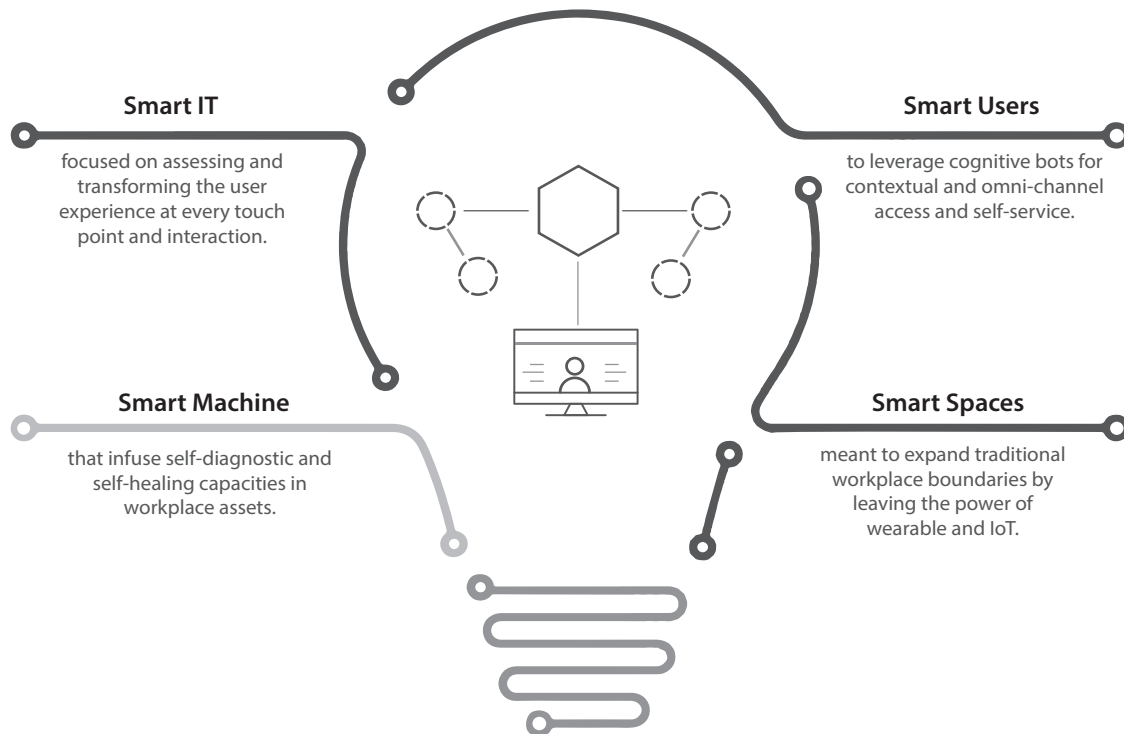 Smart IT
focused on assessing and
transforming the user
experience at every touch
point and interaction.
Smart Users
to leverage cognitive bots for
contextual and omni-channel
access and self-service.
Smart Machine
that infuse self-diagnostic and
self-healing capacities in
workplace assets.
Smart Spaces
meant to expand traditional
workplace boundaries by
leaving the power of
wearable and IoT.